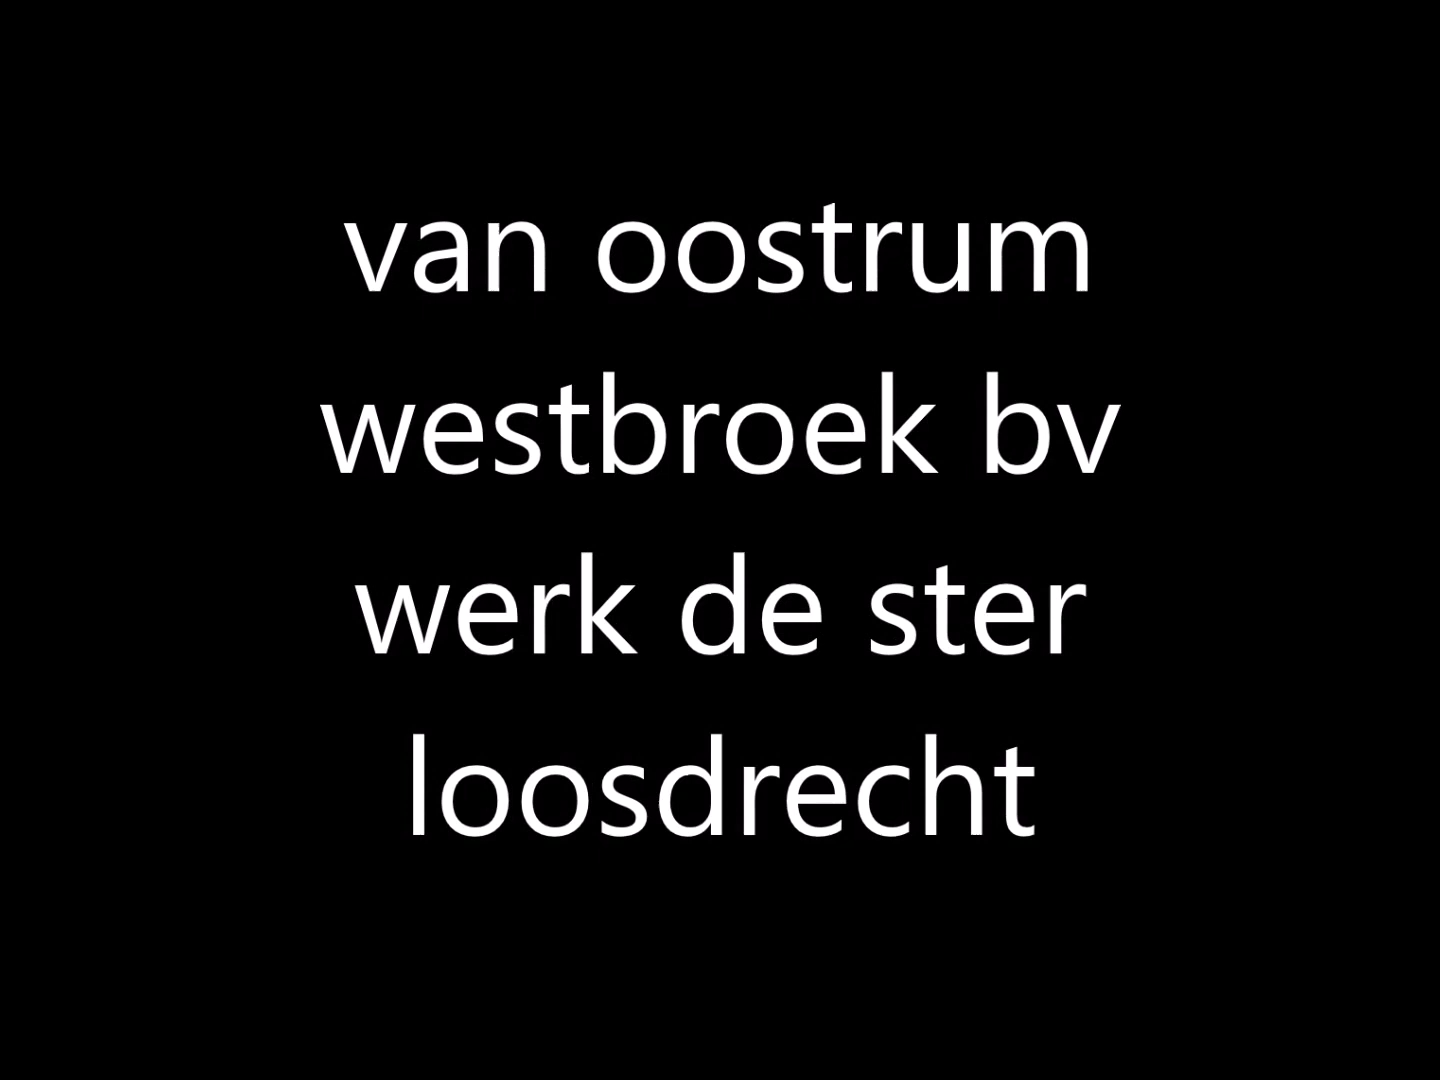 van oostrum
westbroek bv
werk de ster
loosdrecht